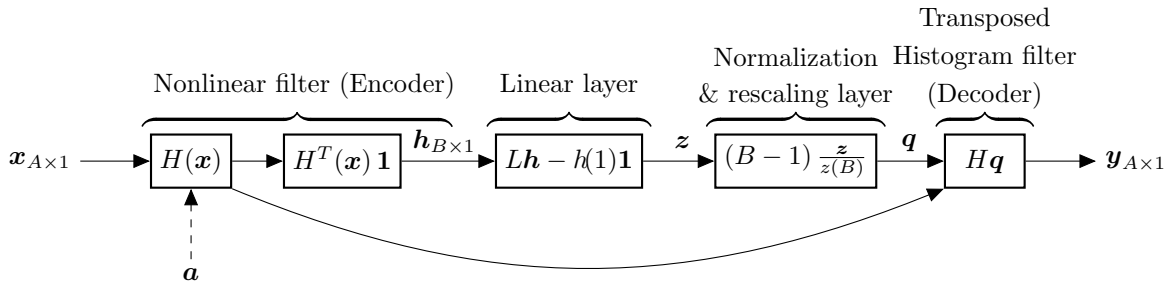 Transposed
Normalization Histogram filter
Nonlinear filter (Encoder) Linear layer & rescaling layer (Decoder)
x_{A×1} H(x) H^T(x) 1 h_{B×1} Lh − h(1)1 z (B − 1) z/z(B) q Hq y_{A×1}
a